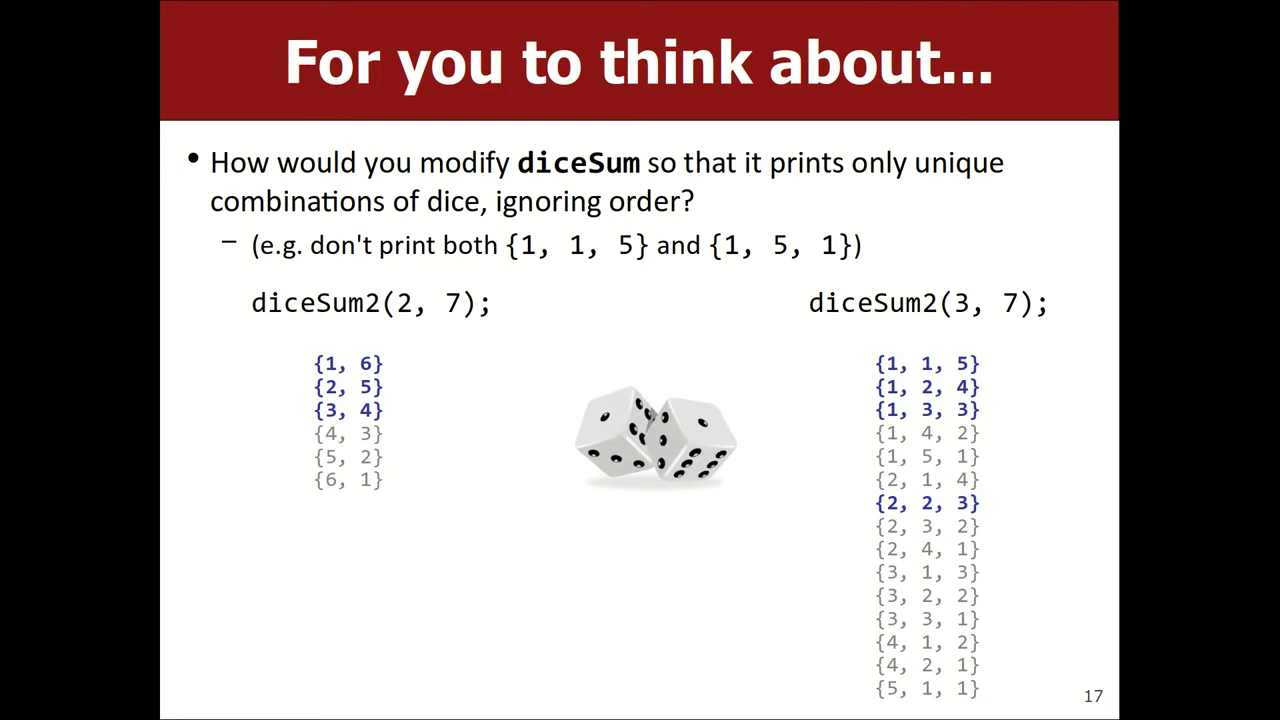 For you to think about...
• How would you modify diceSum so that it prints only unique
combinations of dice, ignoring order?
– (e.g. don't print both {1, 1, 5} and {1, 5, 1})
diceSum2(2, 7);
{1, 6}
{2, 5}
{3, 4}
{4, 3}
{5, 2}
{6, 1}
diceSum2(3, 7);
{1, 1, 5}
{1, 2, 4}
{1, 3, 3}
{1, 4, 2}
{1, 5, 1}
{2, 1, 4}
{2, 2, 3}
{2, 3, 2}
{2, 4, 1}
{3, 1, 3}
{3, 2, 2}
{3, 3, 1}
{4, 1, 2}
{4, 2, 1}
{5, 1, 1}
17